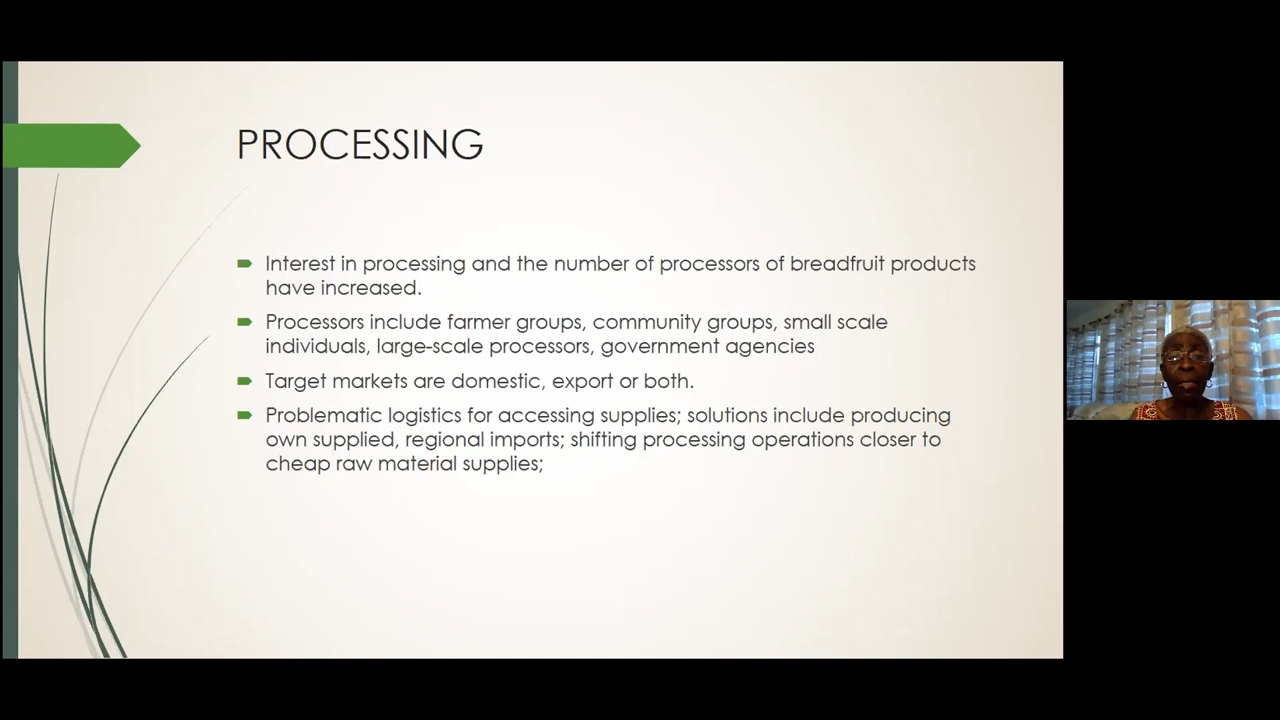 PROCESSING
Interest in processing and the number of processors of breadfruit products
have increased.
Processors include farmer groups, community groups, small scale
individuals, large-scale processors, government agencies
Target markets are domestic, export or both.
Problematic logistics for accessing supplies; solutions include producing
own supplied, regional imports; shifting processing operations closer to
cheap raw material supplies;